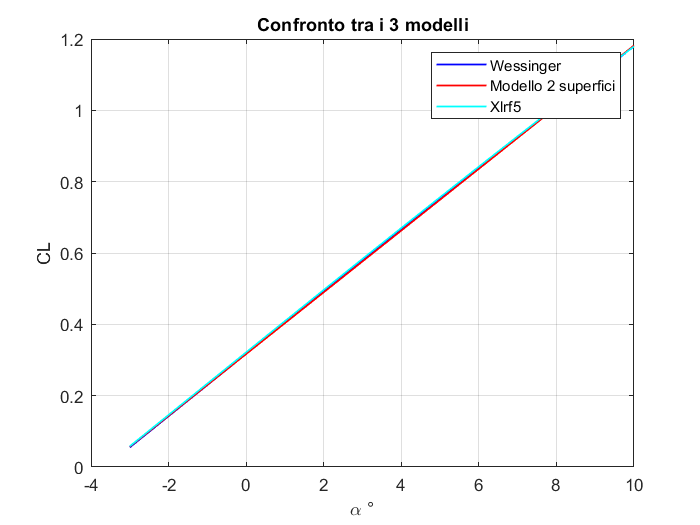 Confronto tra i 3 modelli
1.2
1
0.8
0.6
0.4
0.2
0
CL
Wessinger
Modello 2 superfici
Xlrf5
-4
-2
0
2
4
6
8
10
α °